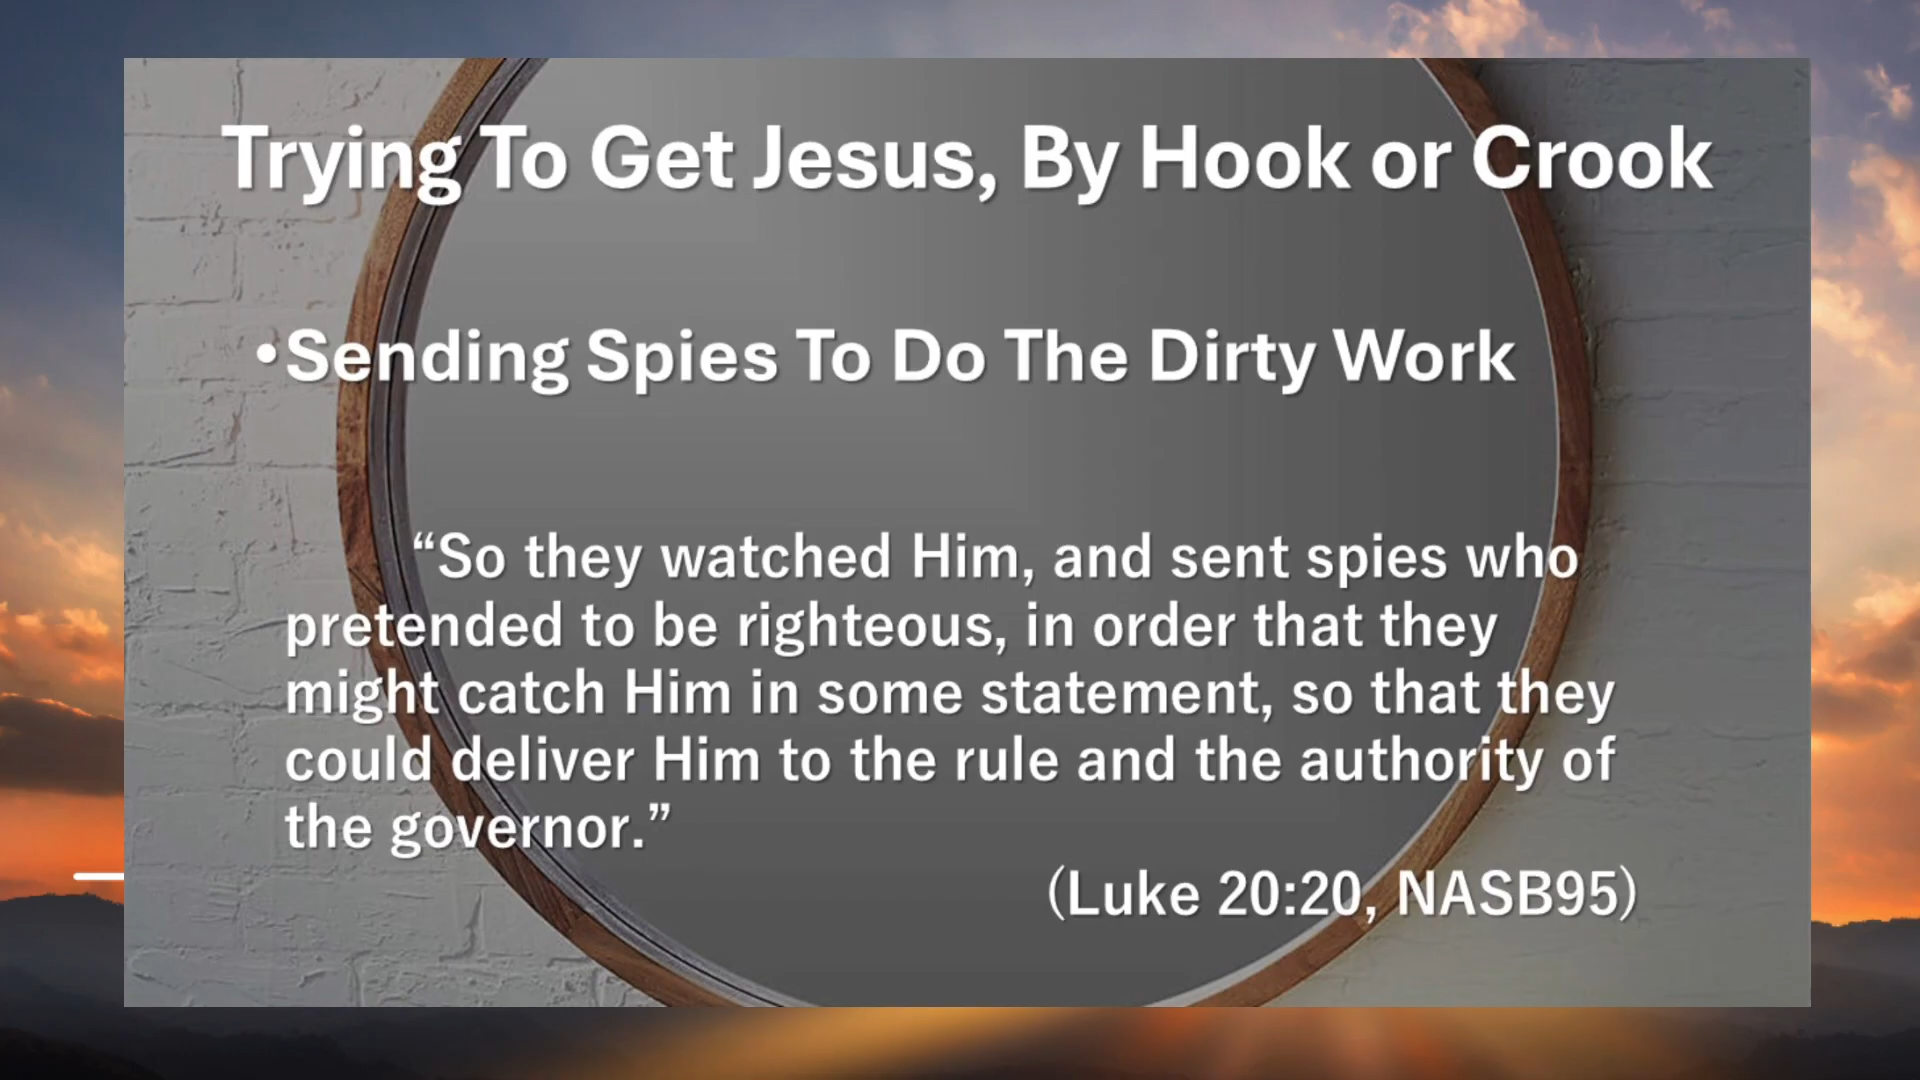 Trying To Get Jesus, By Hook or Crook
•Sending Spies To Do The Dirty Work
“So they watched Him, and sent spies who
pretended to be righteous, in order that they
might catch Him in some statement, so that they
could deliver Him to the rule and the authority of
the governor.”
(Luke 20:20, NASB95)